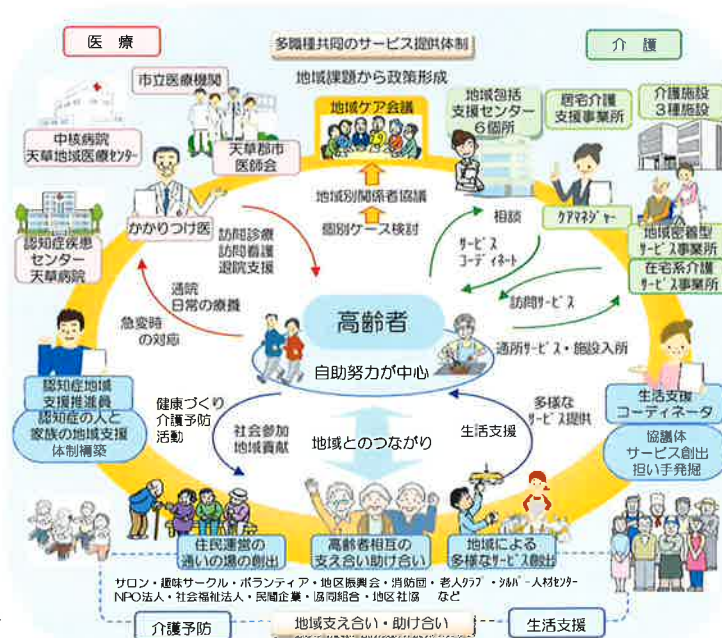 医 療
多職種共同のサービス提供体制
介 護
地域課題から政策形成
市立医療機関
地域ケア会議
地域包括
支援センター
6個所
居宅介護
支援事業所
介護施設
3種施設
中核病院
天草地域医療センター
天草郡市
医師会
地域別関係者協議
個別ケース検討
かかりつけ医
訪問診療
訪問看護
退院支援
相談
ケアマネジャー
サービス
コーディネート
地域密着型
サービス事業所
在宅系介護
サービス事業所
認知症疾患
センター
天草病院
通院
日常の療養
急変時
の対応
高齢者
自助努力が中心
訪問サービス
通所サービス・施設入所
認知症地域
支援推進員
認知症の人と
家族の地域支援
体制構築
健康づくり
介護予防
活動
社会参加
地域貢献
地域とのつながり
生活支援
多様な
サービス提供
生活支援
コーディネータ
協議体
サービス創出
担い手発掘
住民運営の
通いの場の創出
高齢者相互の
支え合い助け合い
地域による
多様なサービス創出
サロン・趣味サークル・ボランティア・地区振興会・消防団・老人クラブ・シルバー人材センター
NPO法人・社会福祉法人・民間企業・協同組合・地区社協 など
介護予防
地域支え合い・助け合い
生活支援